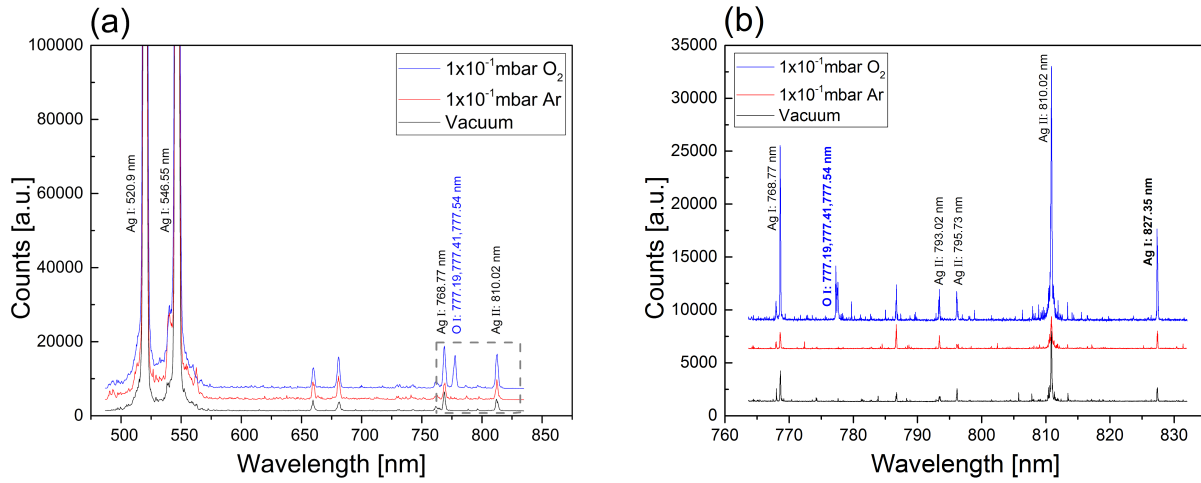 (a)
100000
80000
60000
40000
20000
0
Counts [a.u.]
500
550
600
650
700
750
800
850
Wavelength [nm]
1x10⁻¹mbar O₂
1x10⁻¹mbar Ar
Vacuum
Ag I: 520.9 nm
Ag I: 546.55 nm
Ag I: 768.77 nm
O I: 777.19,777.41,777.54 nm
Ag II: 810.02 nm
(b)
35000
30000
25000
20000
15000
10000
5000
0
Counts [a.u.]
760
770
780
790
800
810
820
830
Wavelength [nm]
1x10⁻¹mbar O₂
1x10⁻¹mbar Ar
Vacuum
Ag I: 768.77 nm
O I: 777.19,777.41,777.54 nm
Ag II: 793.02 nm
Ag II: 795.73 nm
Ag II: 810.02 nm
Ag I: 827.35 nm